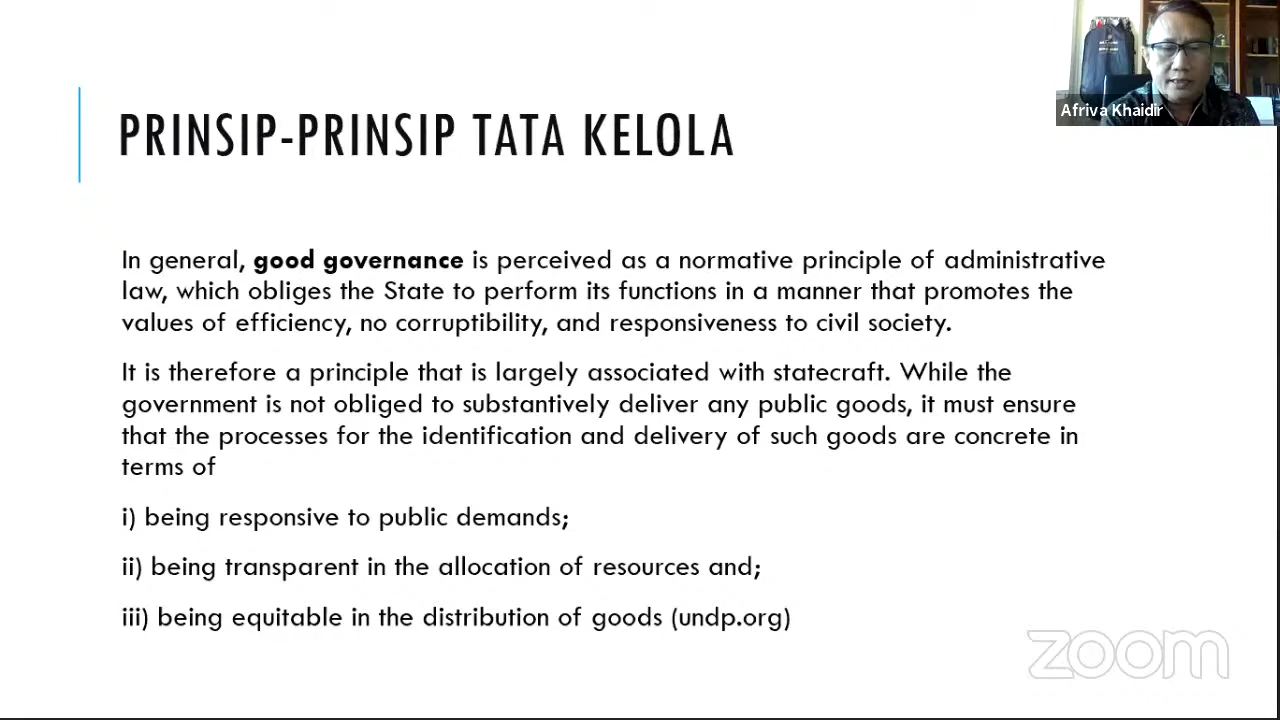 Afriva Khaidir
PRINSIP-PRINSIP TATA KELOLA
In general, good governance is perceived as a normative principle of administrative
law, which obliges the State to perform its functions in a manner that promotes the
values of efficiency, no corruptibility, and responsiveness to civil society.
It is therefore a principle that is largely associated with statecraft. While the
government is not obliged to substantively deliver any public goods, it must ensure
that the processes for the identification and delivery of such goods are concrete in
terms of
i) being responsive to public demands;
ii) being transparent in the allocation of resources and;
iii) being equitable in the distribution of goods (undp.org)
zoom